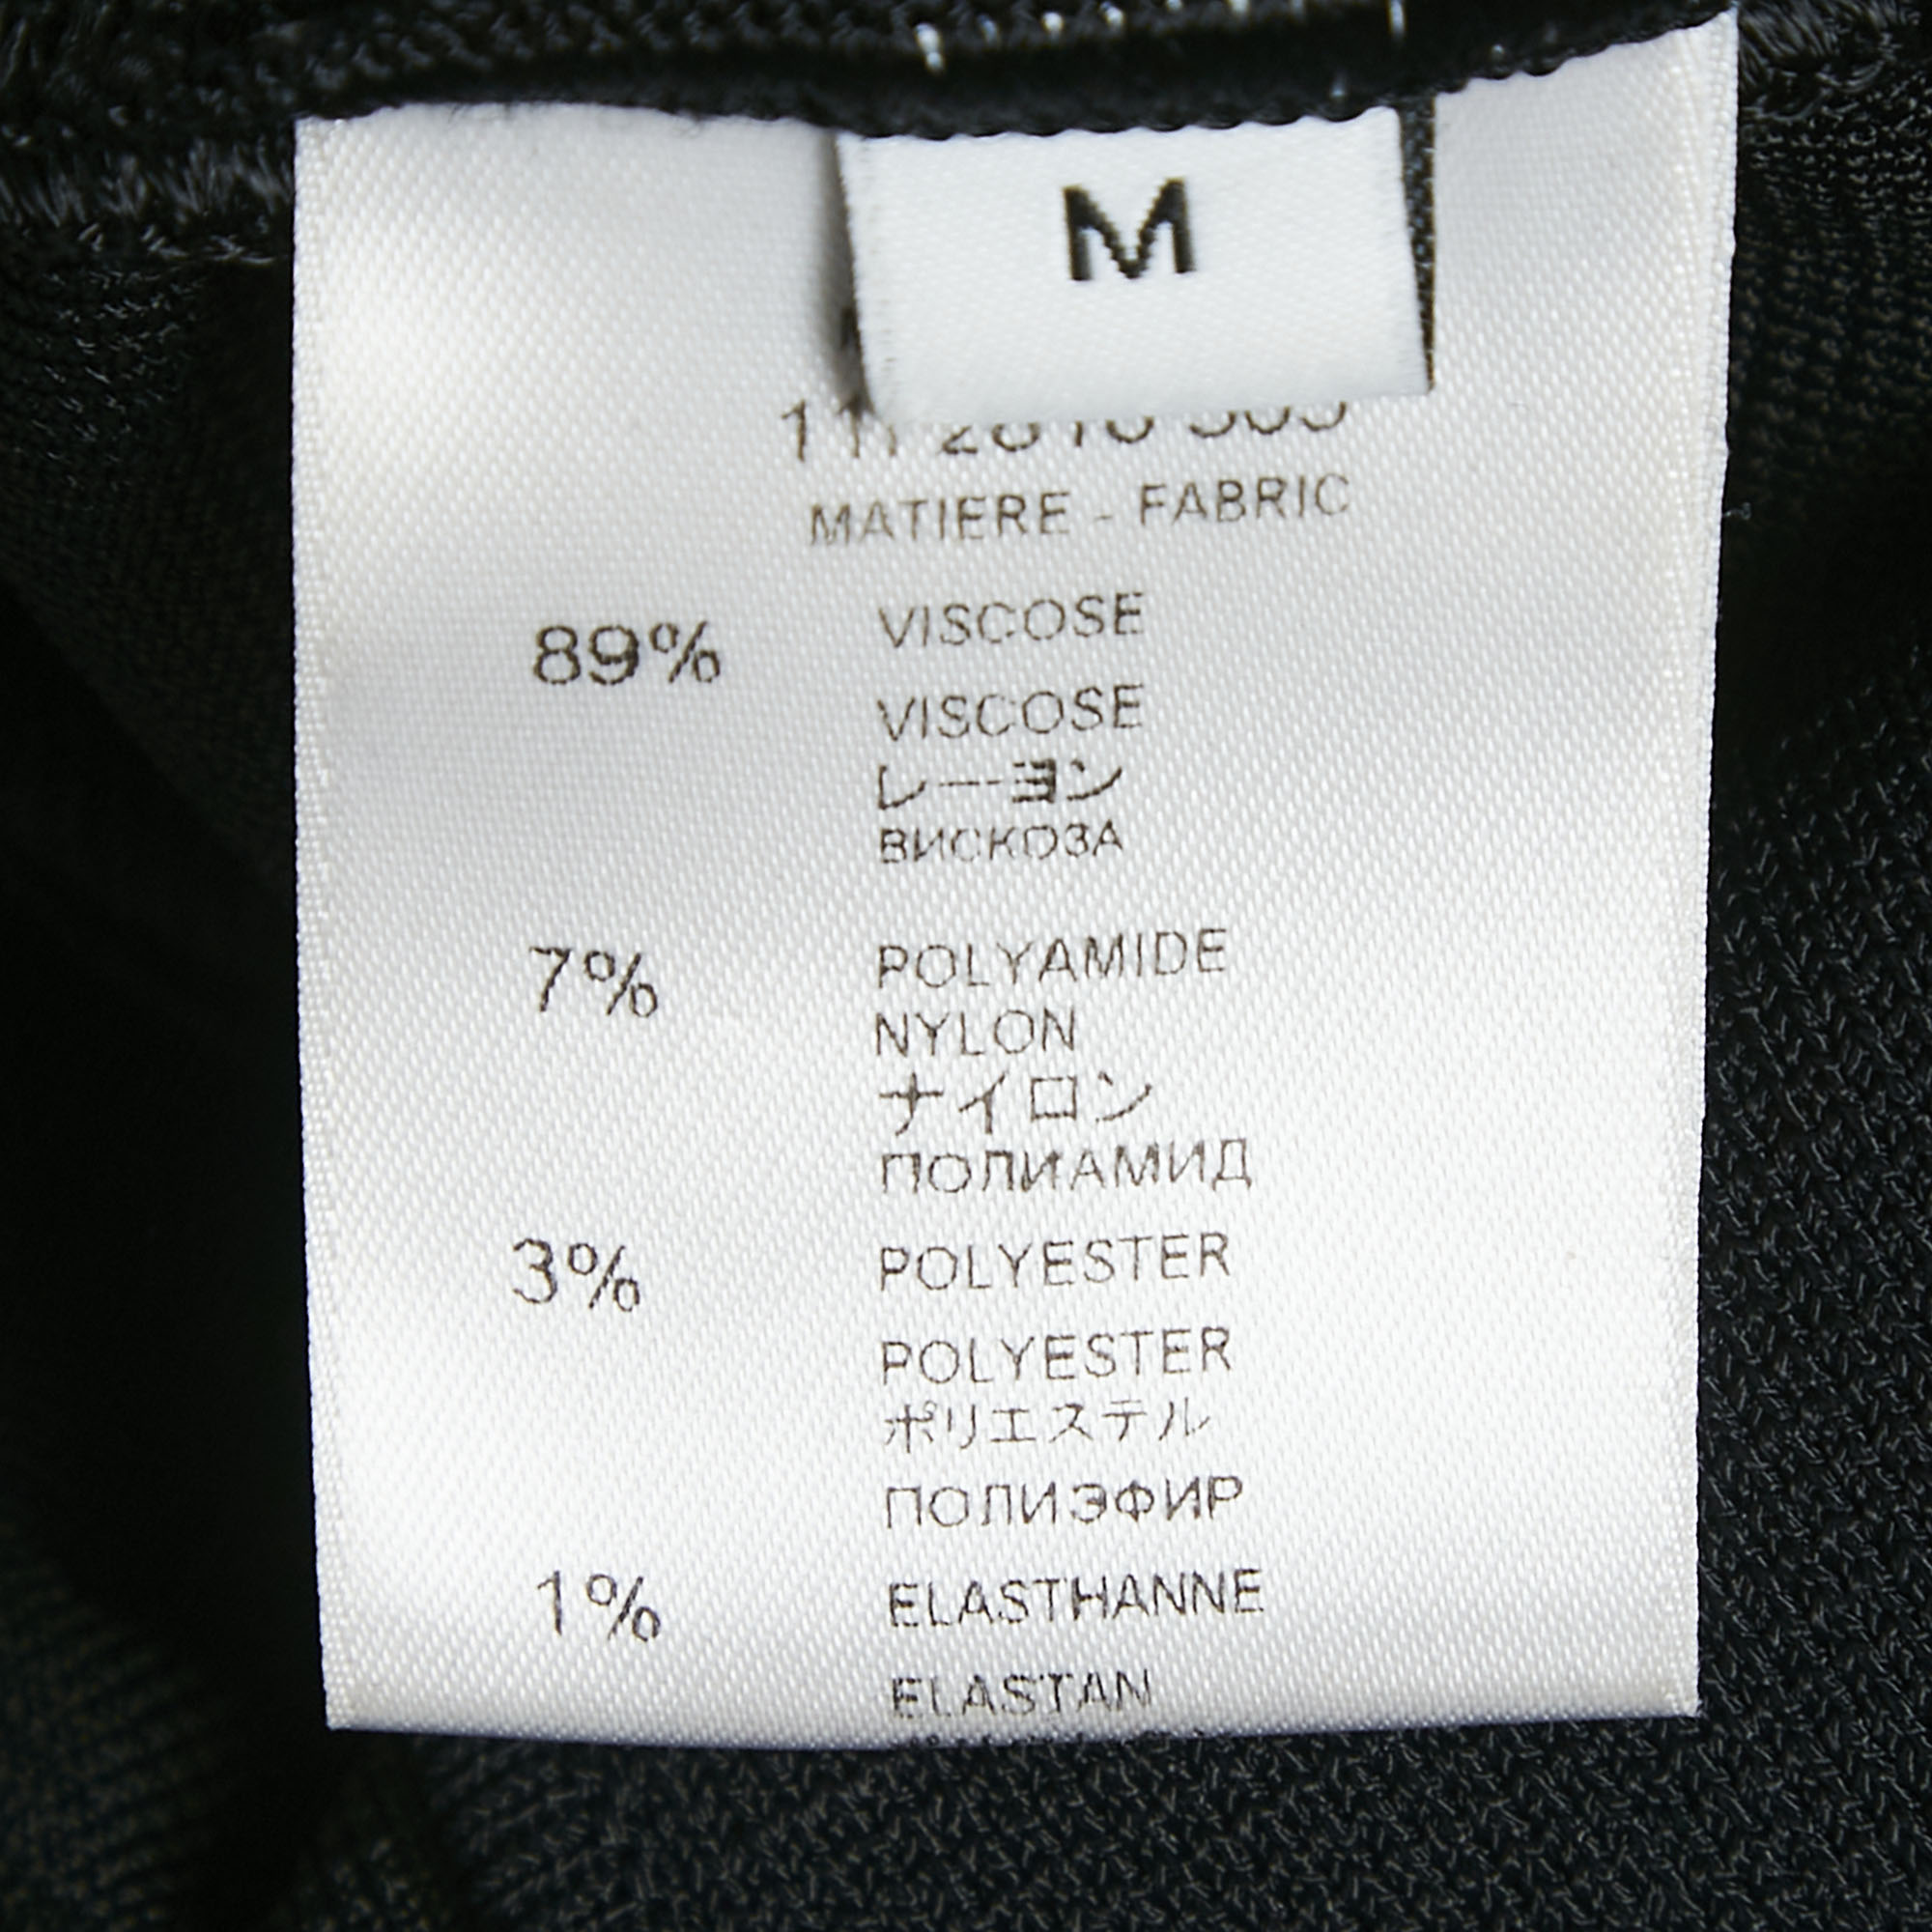 M
MATIERE - FABRIC
89% VISCOSE
VISCOSE
レーヨン
ВИСКОЗА
7% POLYAMIDE
NYLON
ナイロン
ПОЛИАМИД
3% POLYESTER
POLYESTER
ポリエステル
ПОЛИЭФИР
1% ELASTHANNE
ELASTAN